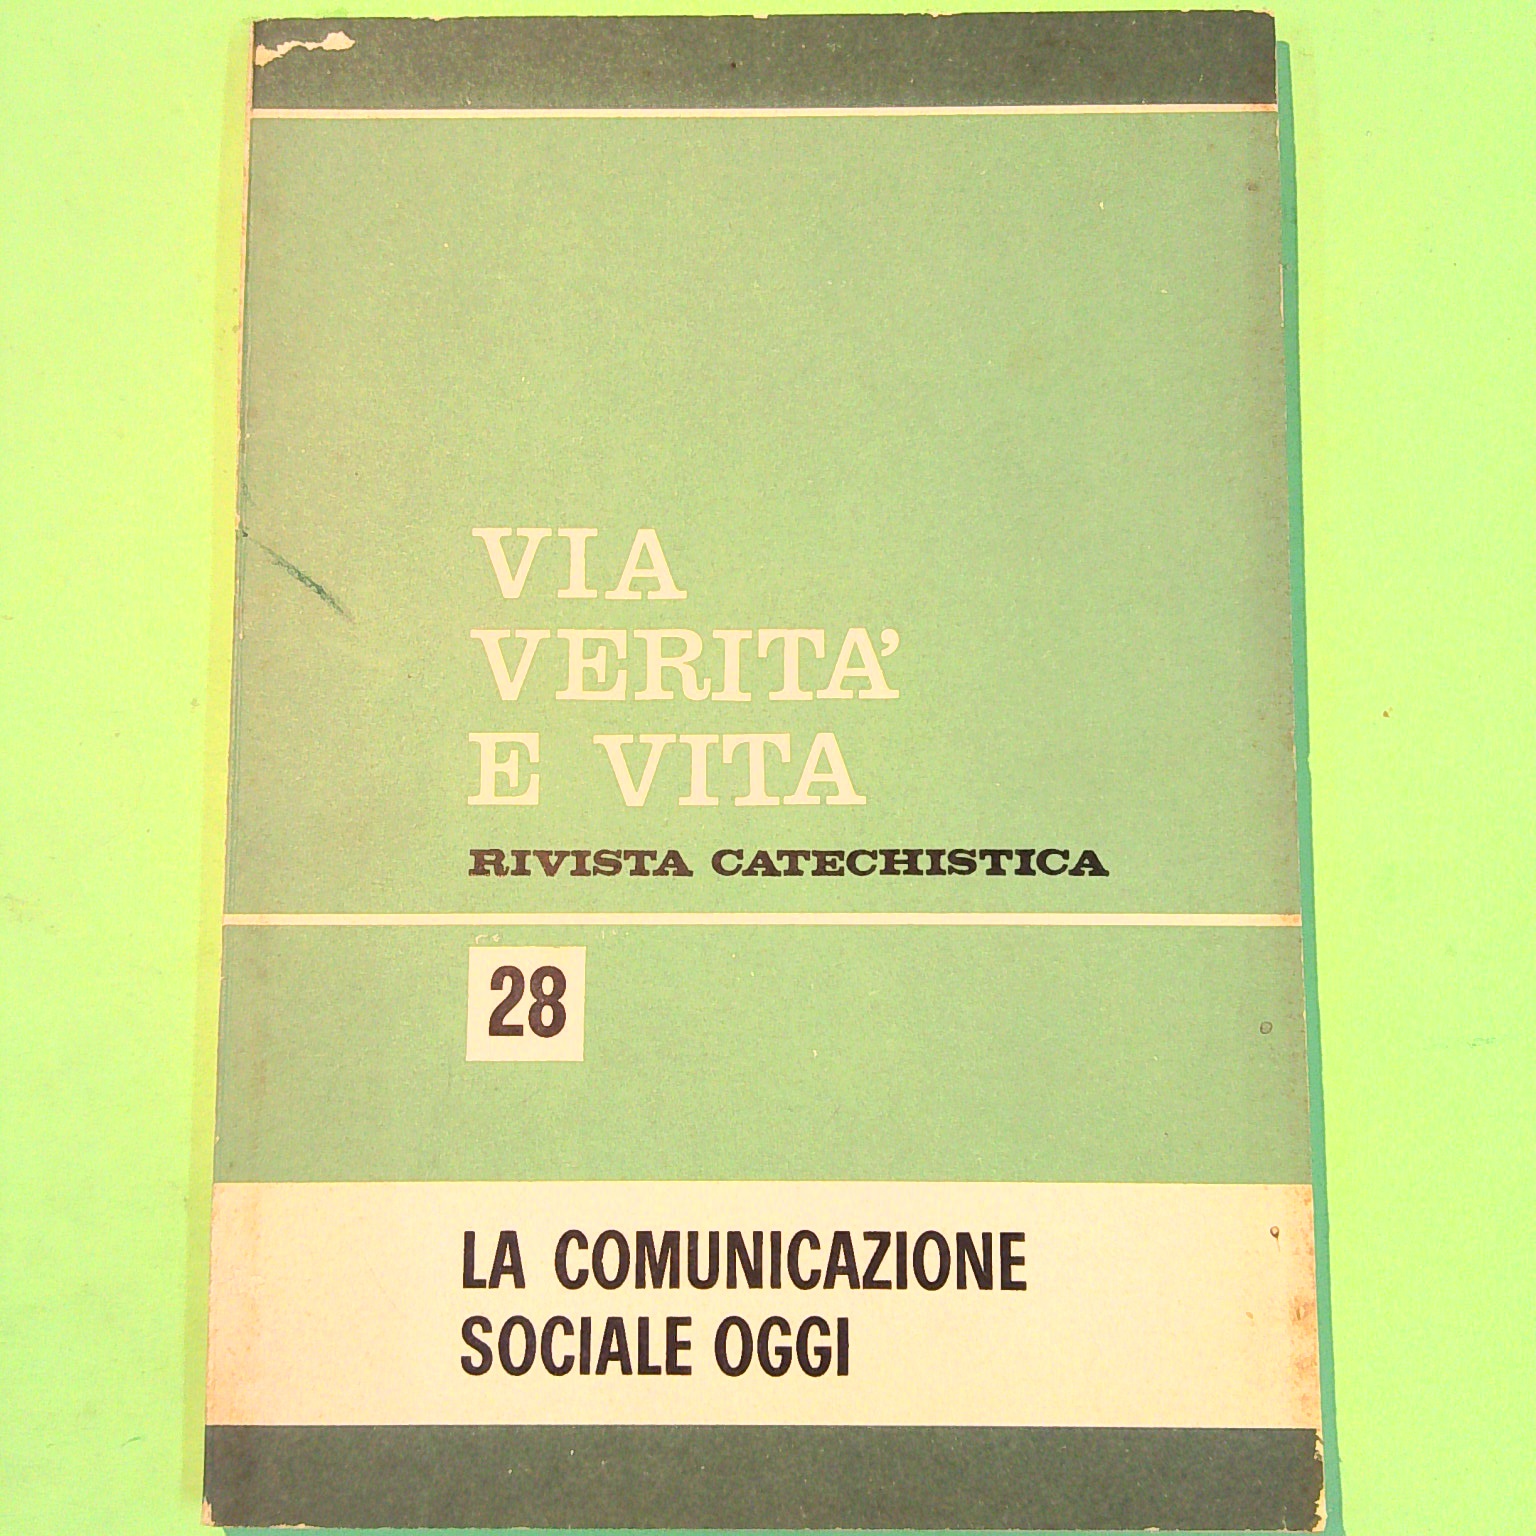 VIA
VERITA'
E VITA
RIVISTA CATECHISTICA
28
LA COMUNICAZIONE
SOCIALE OGGI